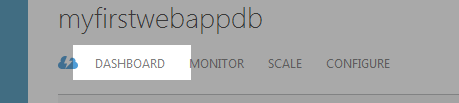 myfirstwebappdb
DASHBOARD MONITOR SCALE CONFIGURE